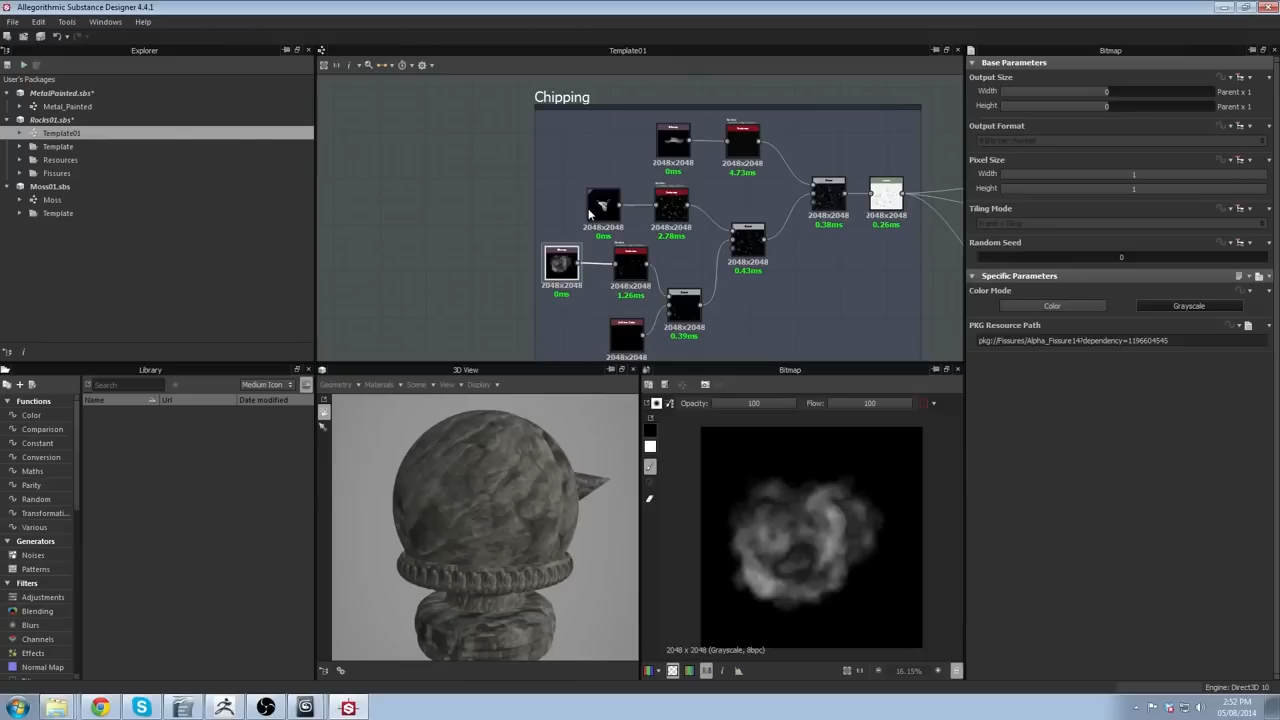 Allegorithmic Substance Designer 4.4.1
File Edit Tools Windows Help
Explorer
User's Packages
MetalPainted.sbs*
Metal_Painted
Rocks01.sbs*
Template01
Template
Resources
Fissures
Moss01.sbs
Moss
Template
Template01
Chipping
2048x2048
0ms
2048x2048
4.73ms
2048x2048
0ms
2048x2048
2.78ms
2048x2048
0.38ms
2048x2048
0.26ms
2048x2048
0ms
2048x2048
1.26ms
2048x2048
0.43ms
2048x2048
0.39ms
2048x2048
Bitmap
Base Parameters
Output Size
Width 0 Parent x 1
Height 0 Parent x 1
Output Format
Pixel Size
Width 1
Height 1
Tiling Mode
Random Seed
0
Specific Parameters
Color Mode
Color Grayscale
PKG Resource Path
pkg://Fissures/Alpha_Fissure14?dependency=1196604545
Library
Search
Medium Icon
Name Url Date modified
Functions
Color
Comparison
Constant
Conversion
Maths
Parity
Random
Transformati...
Various
Generators
Noises
Patterns
Filters
Adjustments
Blending
Blurs
Channels
Effects
Normal Map
3D View
Geometry Materials Scene View Display
Bitmap
Opacity: 100 Flow: 100
2048 x 2048 (Grayscale, 8bpc)
16.15%
Engine: Direct3D 10
2:52 PM
05/08/2014